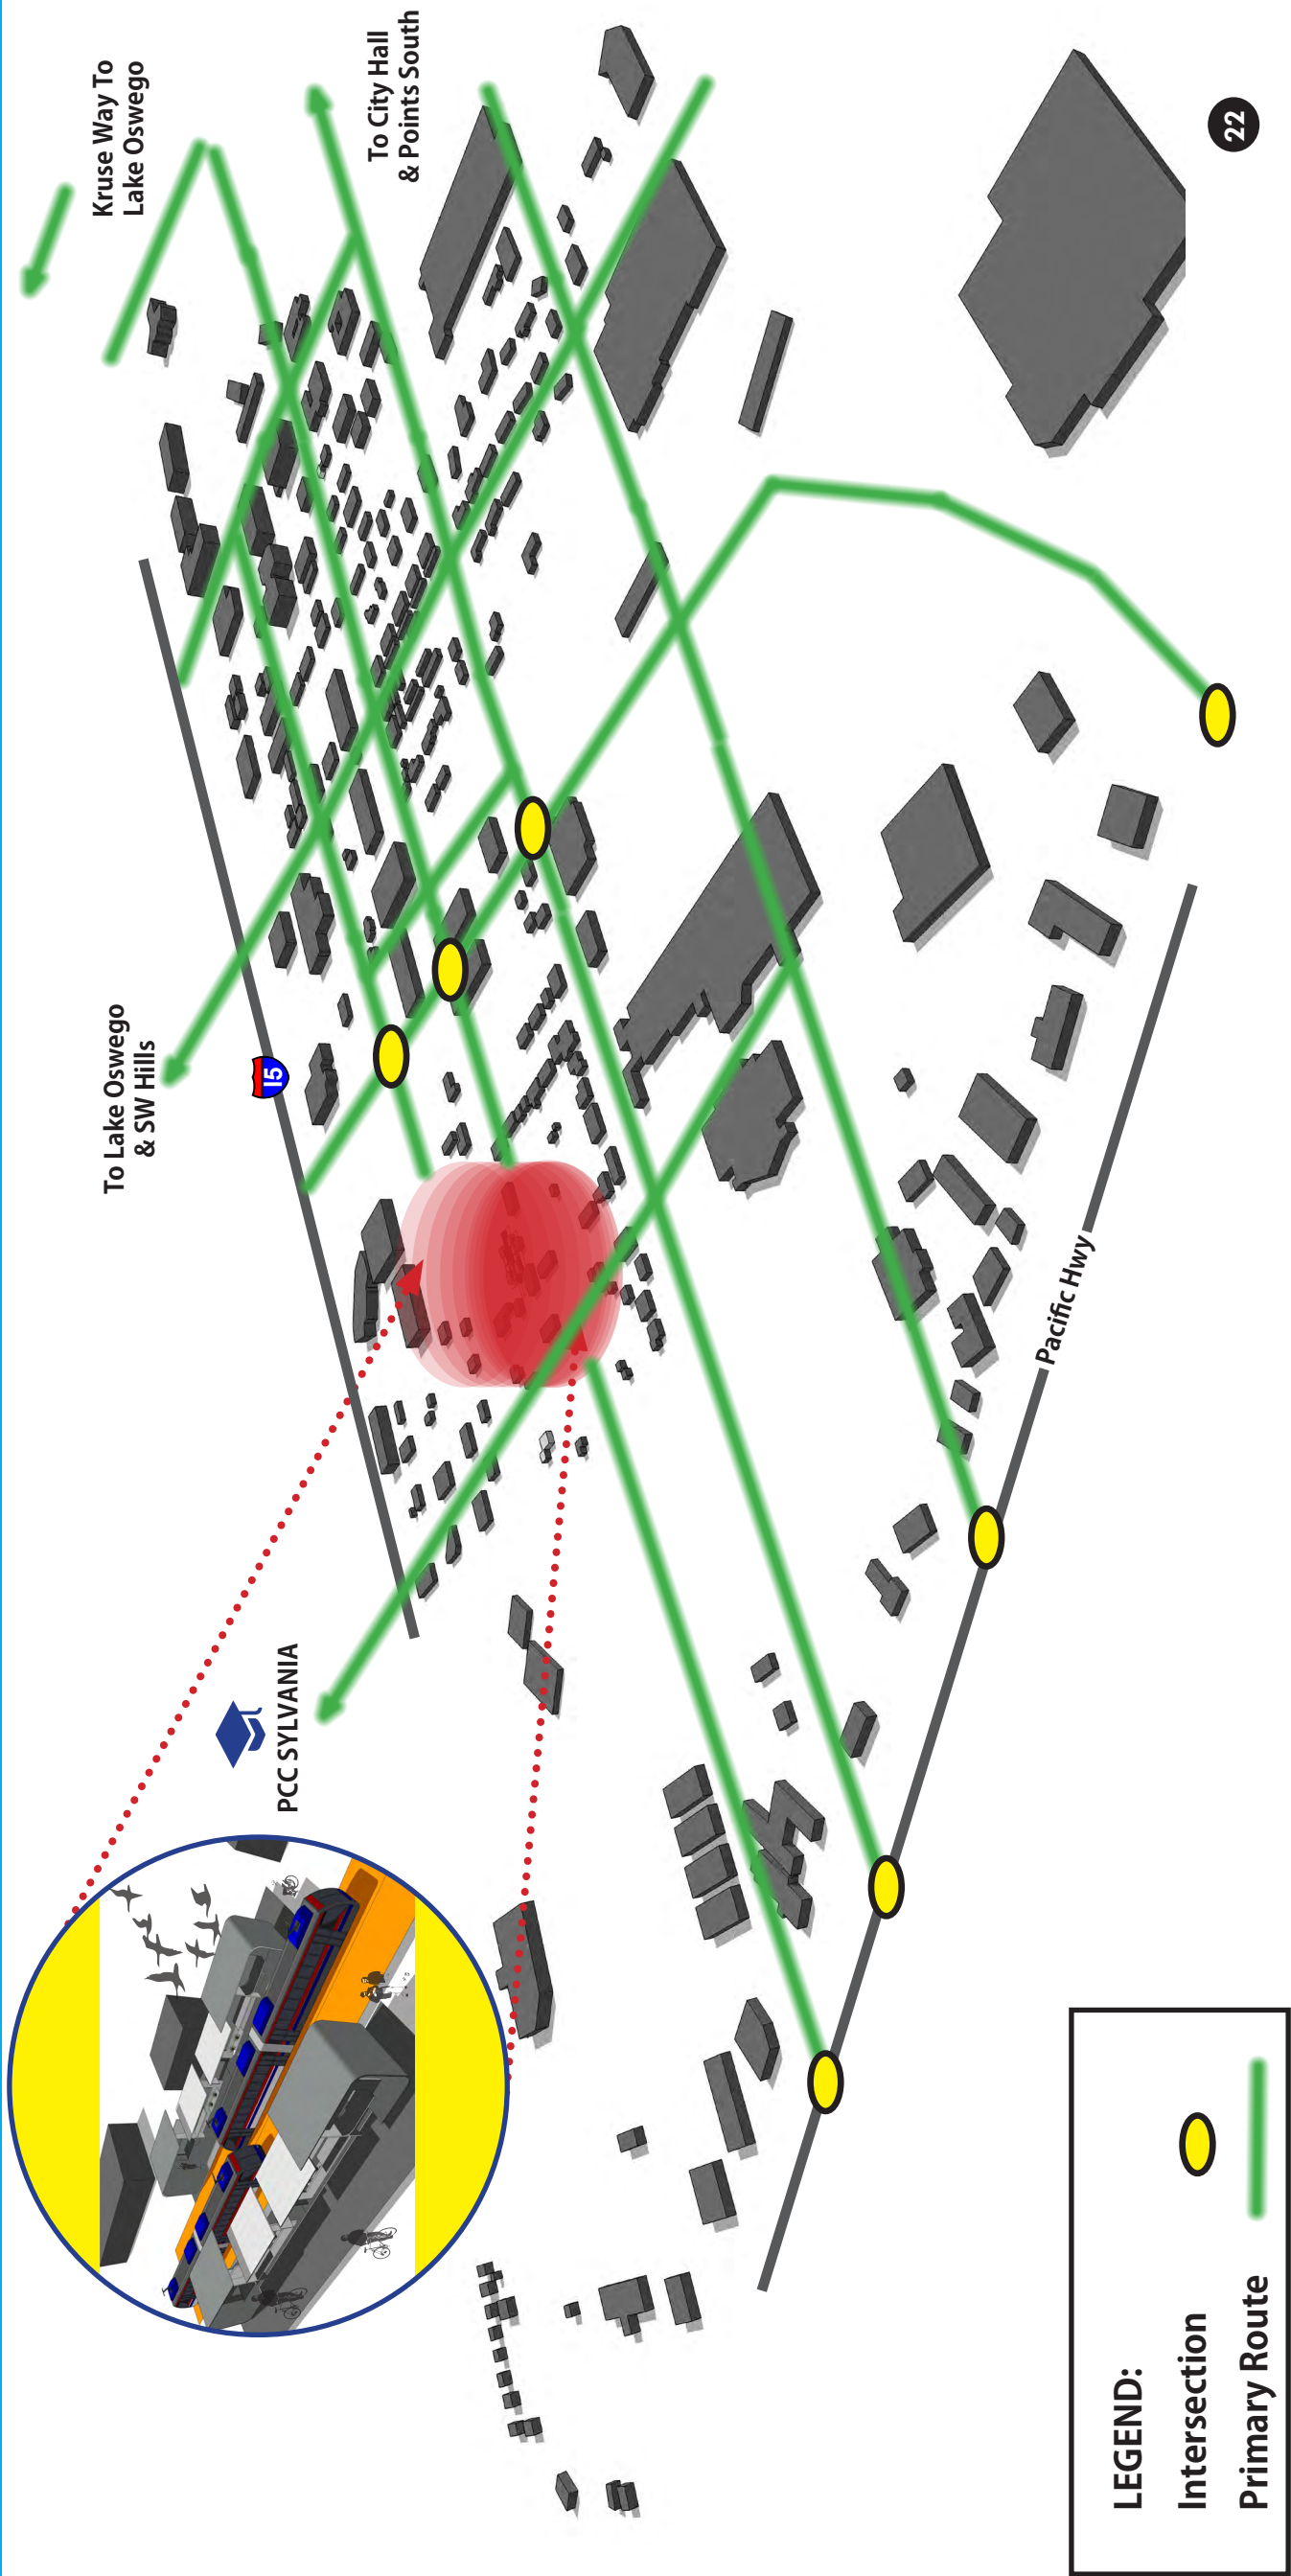 PCC SYLVANIA
To Lake Oswego
& SW Hills
15
Kruse Way To
Lake Oswego
To City Hall
& Points South
Pacific Hwy
LEGEND:
Intersection
Primary Route
22